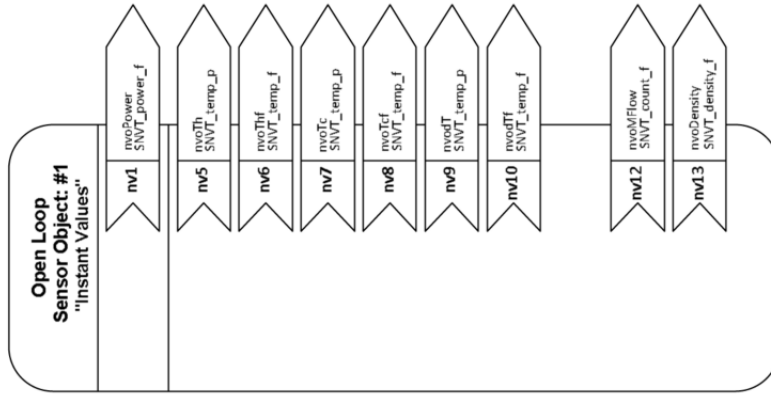 Open Loop
Sensor Object: #1
"Instant Values"
nv1
nvoPower
SNVT_power_f
nv5
nvoTh
SNVT_temp_p
nv6
nvoThf
SNVT_temp_f
nv7
nvoTc
SNVT_temp_p
nv8
nvoTcf
SNVT_temp_f
nv9
nvodT
SNVT_temp_p
nv10
nvodTf
SNVT_temp_f
nv12
nvoMFlow
SNVT_count_f
nv13
nvoDensity
SNVT_density_f